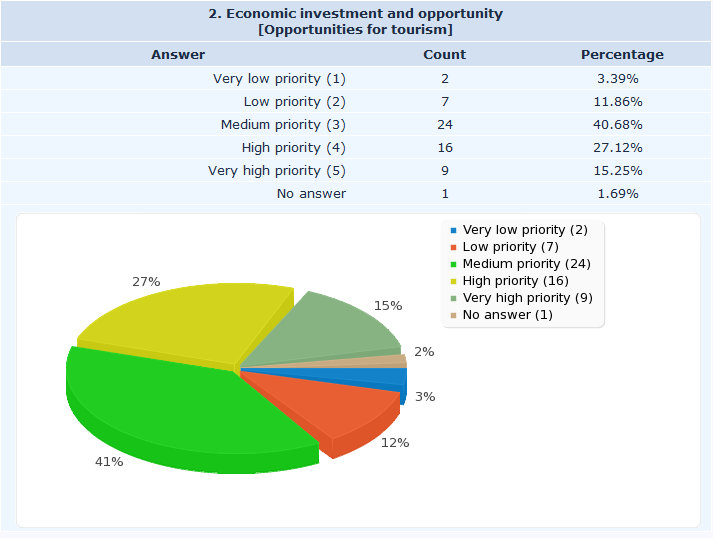 2. Economic investment and opportunity
[Opportunities for tourism]
Answer Count Percentage
Very low priority (1) 2 3.39%
Low priority (2) 7 11.86%
Medium priority (3) 24 40.68%
High priority (4) 16 27.12%
Very high priority (5) 9 15.25%
No answer 1 1.69%
Very low priority (2)
Low priority (7)
Medium priority (24)
High priority (16)
Very high priority (9)
No answer (1)
27%
15%
2%
3%
12%
41%